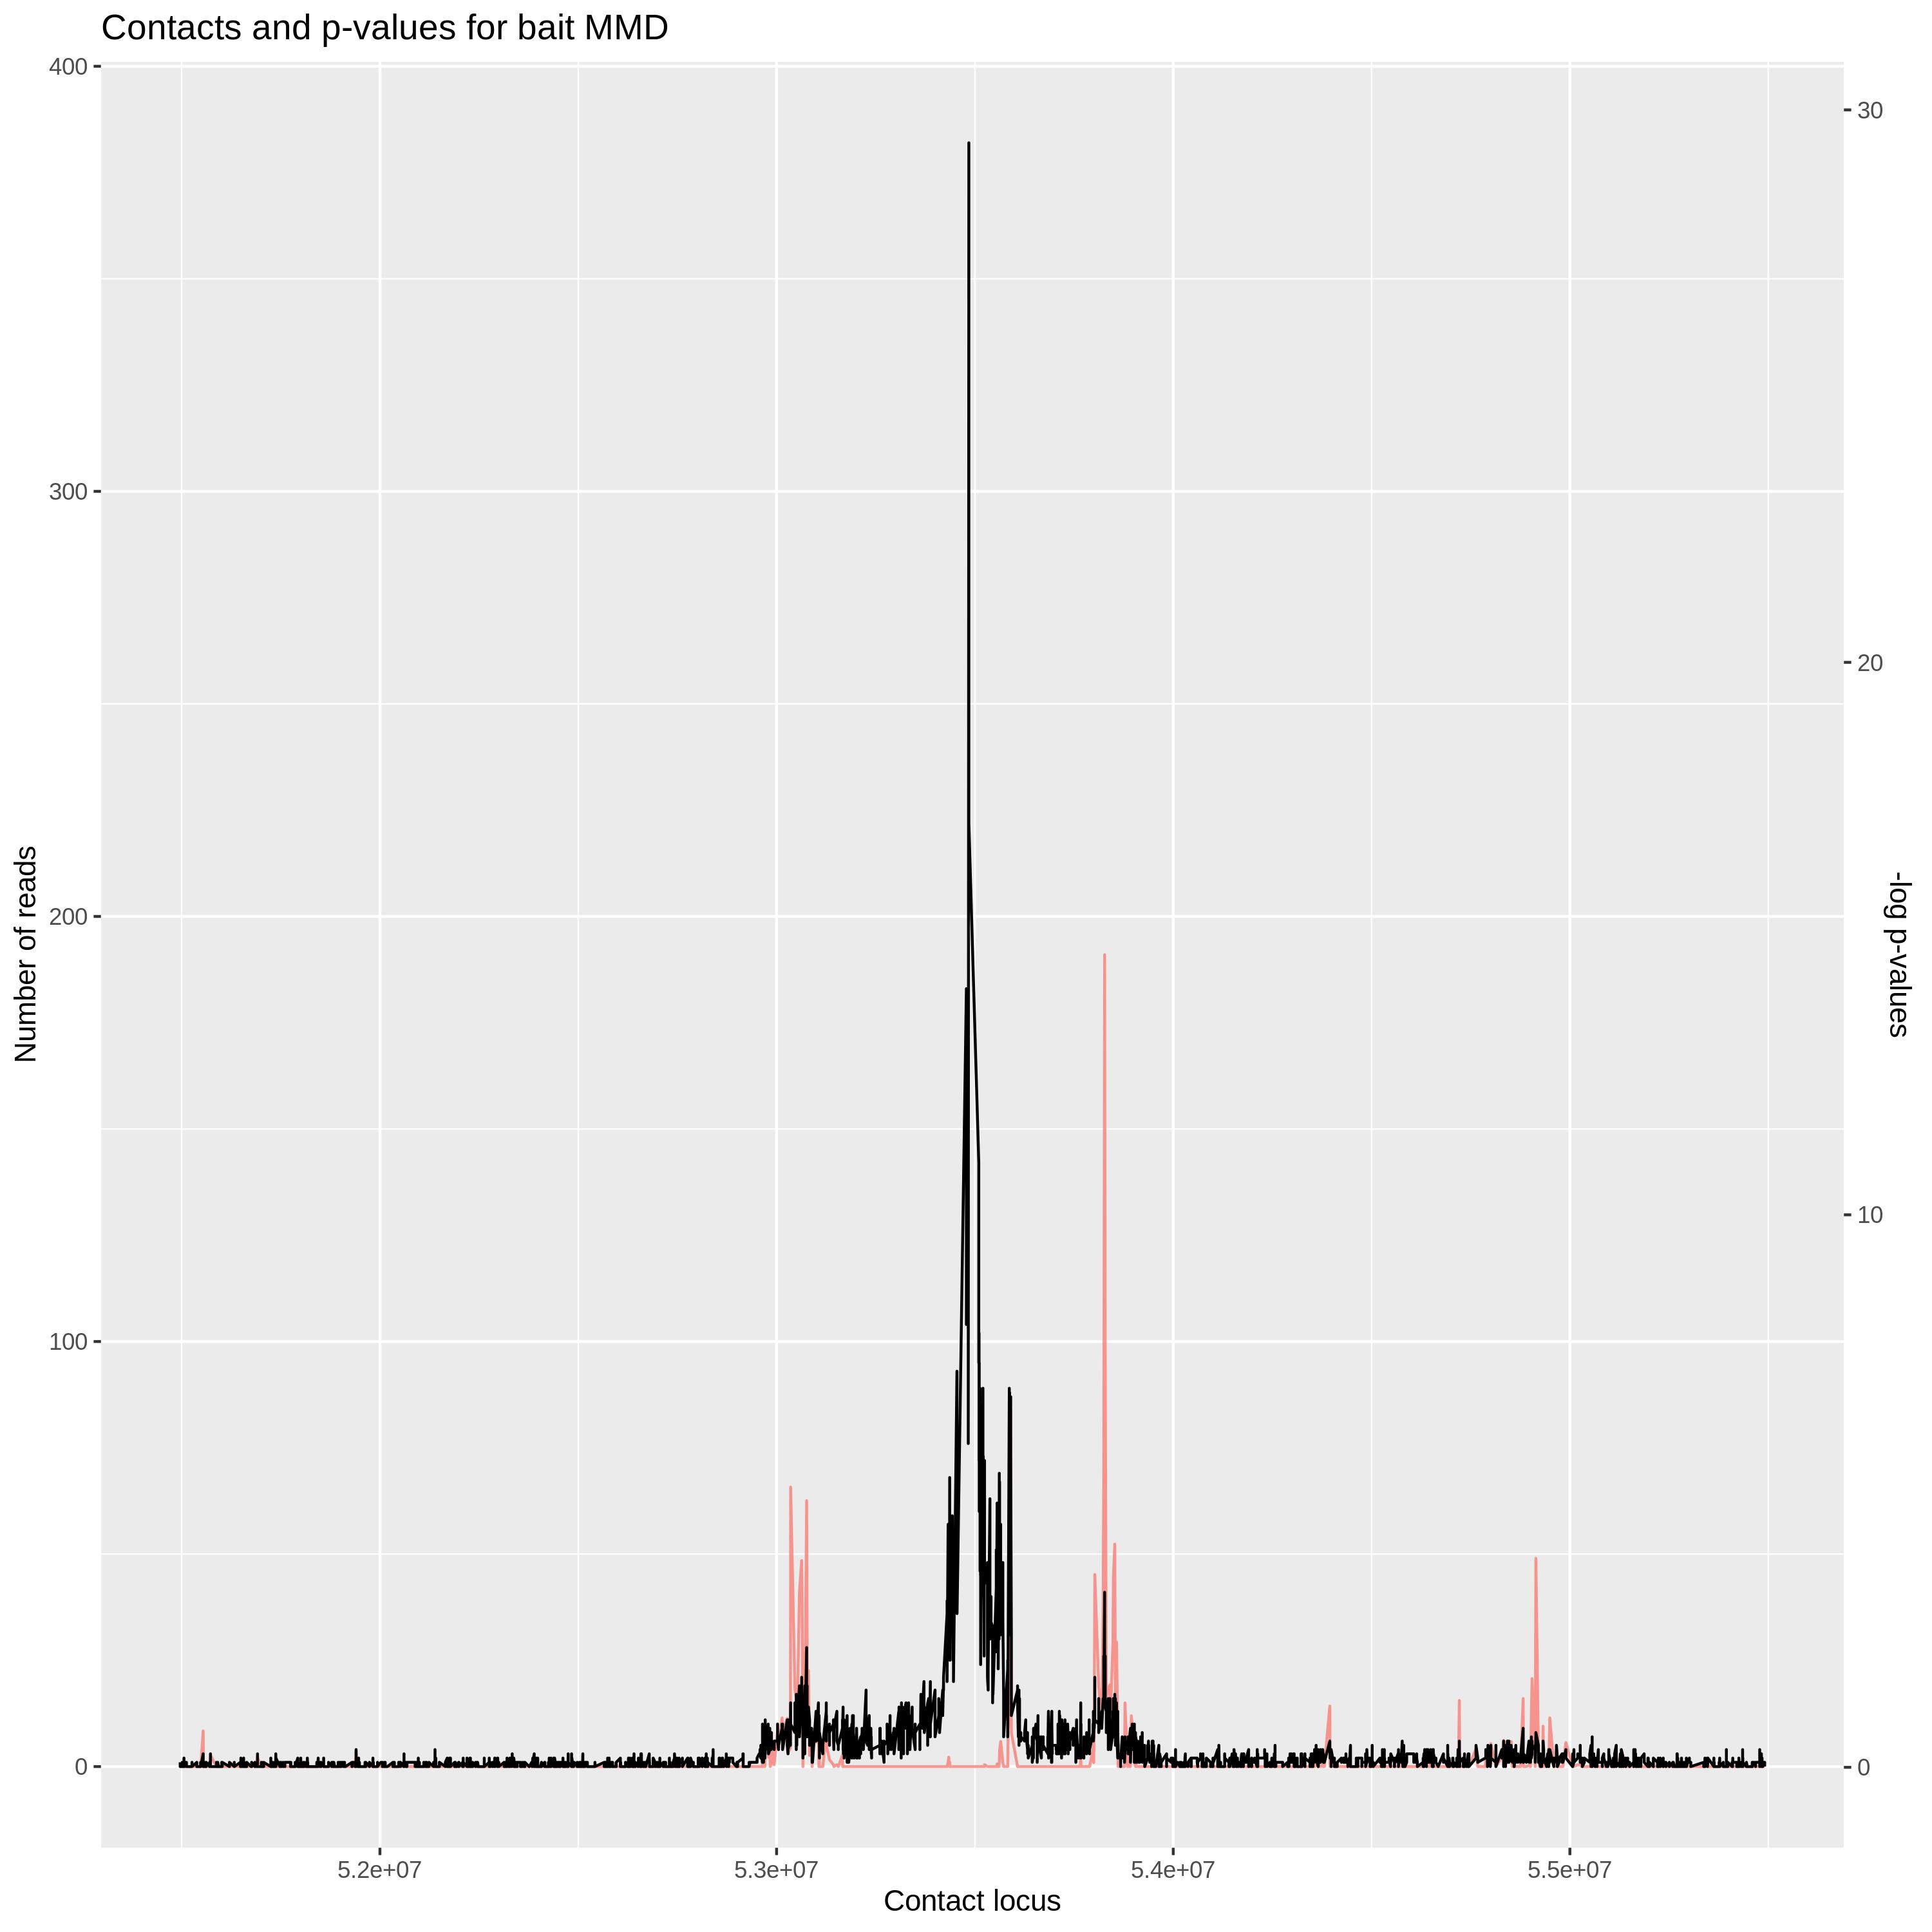 Contacts and p-values for bait MMD
400
300
200
100
0
Number of reads
30
20
10
0
-log p-values
5.2e+07
5.3e+07
5.4e+07
5.5e+07
Contact locus